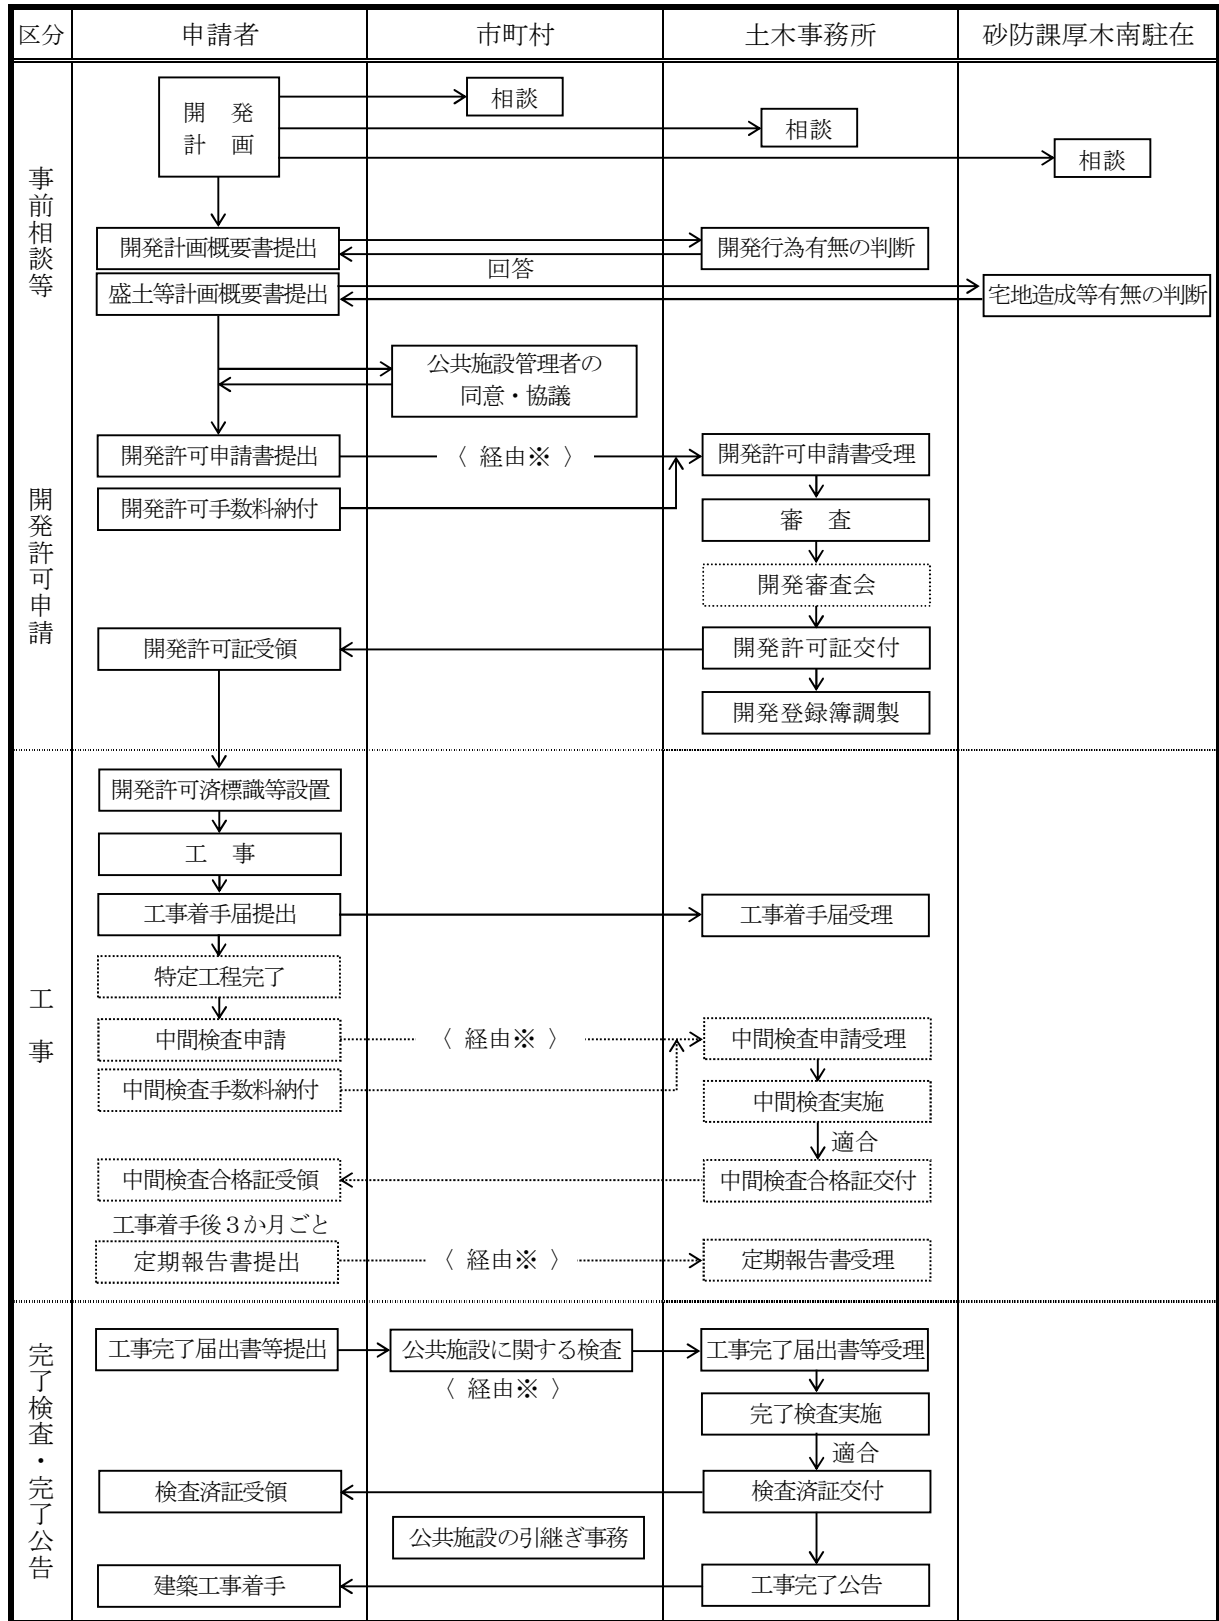 区分
申請者
市町村
土木事務所
砂防課厚木南駐在
事前相談等
開　発
計　画
相談
相談
相談
開発計画概要書提出
開発行為有無の判断
回答
盛土等計画概要書提出
宅地造成等有無の判断
公共施設管理者の
同意・協議
開発許可申請
開発許可申請書提出
〈 経由※ 〉
開発許可申請書受理
開発許可手数料納付
審　査
開発審査会
開発許可証受領
開発許可証交付
開発登録簿調製
工　事
開発許可済標識等設置
工　事
工事着手届提出
工事着手届受理
特定工程完了
中間検査申請
〈 経由※ 〉
中間検査申請受理
中間検査手数料納付
中間検査実施
適合
中間検査合格証受領
中間検査合格証交付
工事着手後３か月ごと
定期報告書提出
〈 経由※ 〉
定期報告書受理
完了検査・完了公告
工事完了届出書等提出
公共施設に関する検査
工事完了届出書等受理
〈 経由※ 〉
完了検査実施
適合
検査済証受領
検査済証交付
公共施設の引継ぎ事務
建築工事着手
工事完了公告